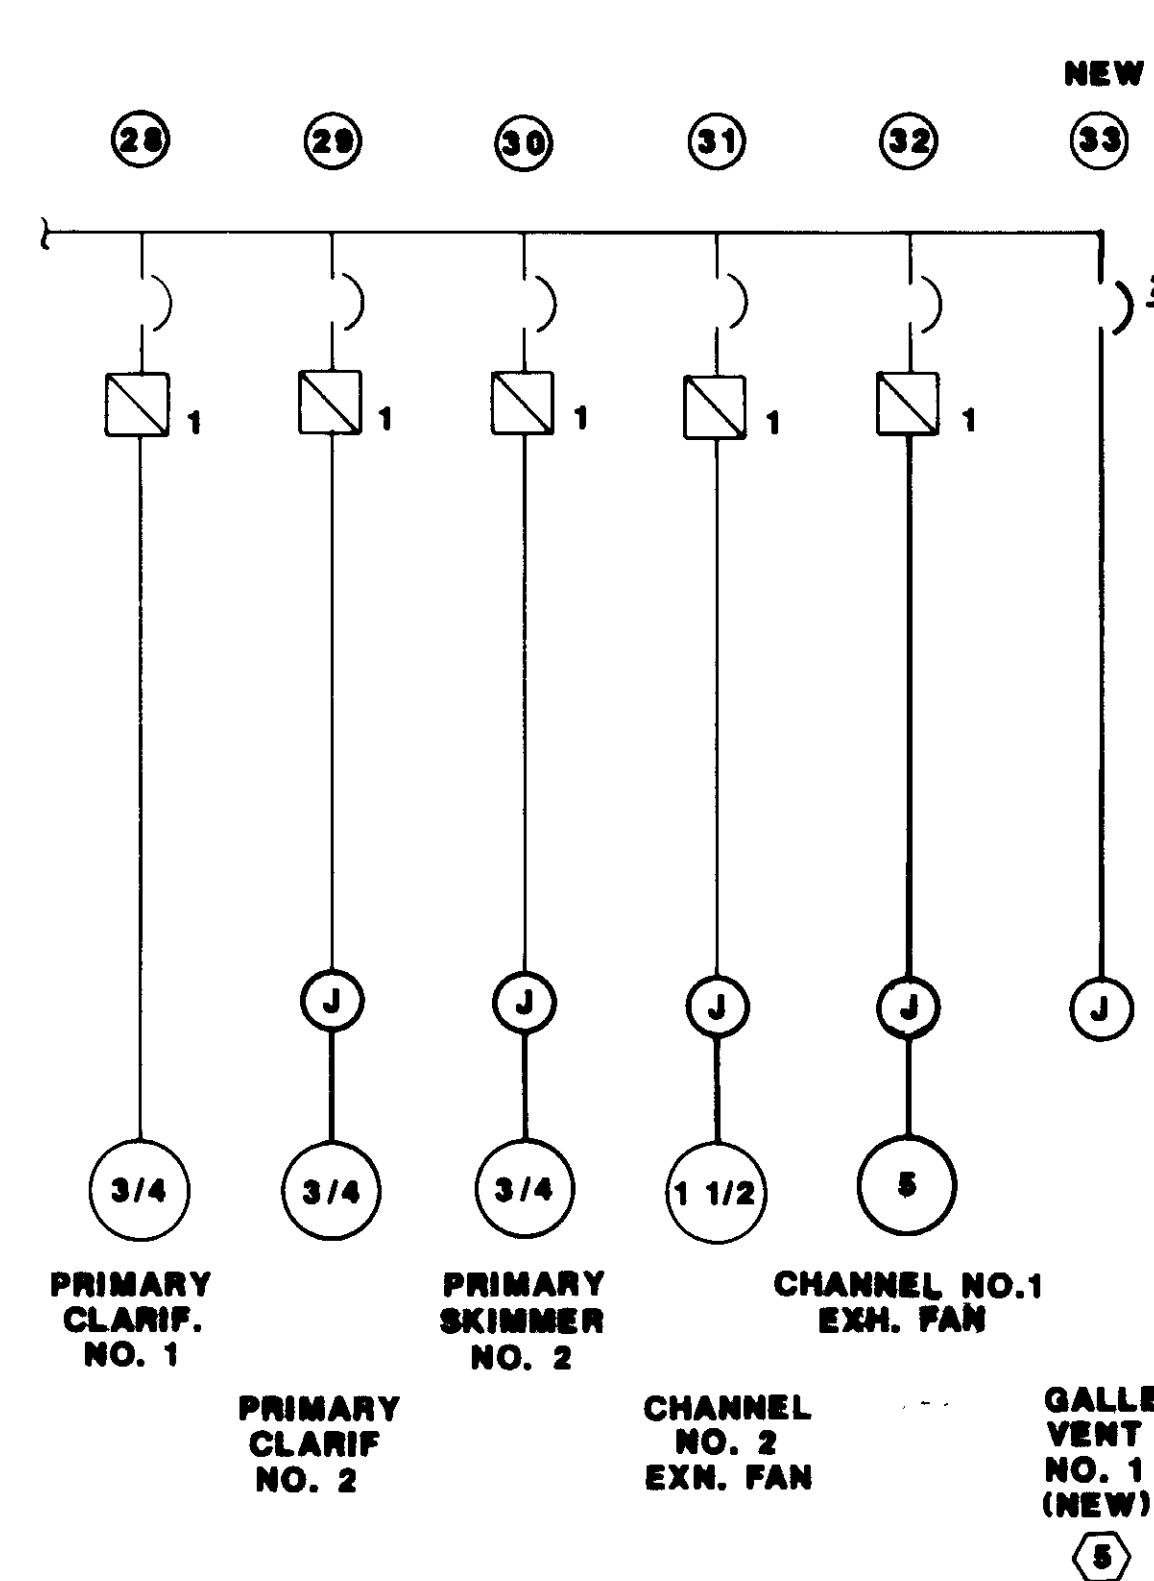 NEW
28
29
30
31
32
33
1
1
1
1
1
J
J
J
J
J
3/4
3/4
3/4
1 1/2
5
PRIMARY
CLARIF.
NO. 1
PRIMARY
CLARIF
NO. 2
PRIMARY
SKIMMER
NO. 2
CHANNEL
NO. 2
EXN. FAN
CHANNEL NO.1
EXH. FAN
VENT
NO. 1
(NEW)
5